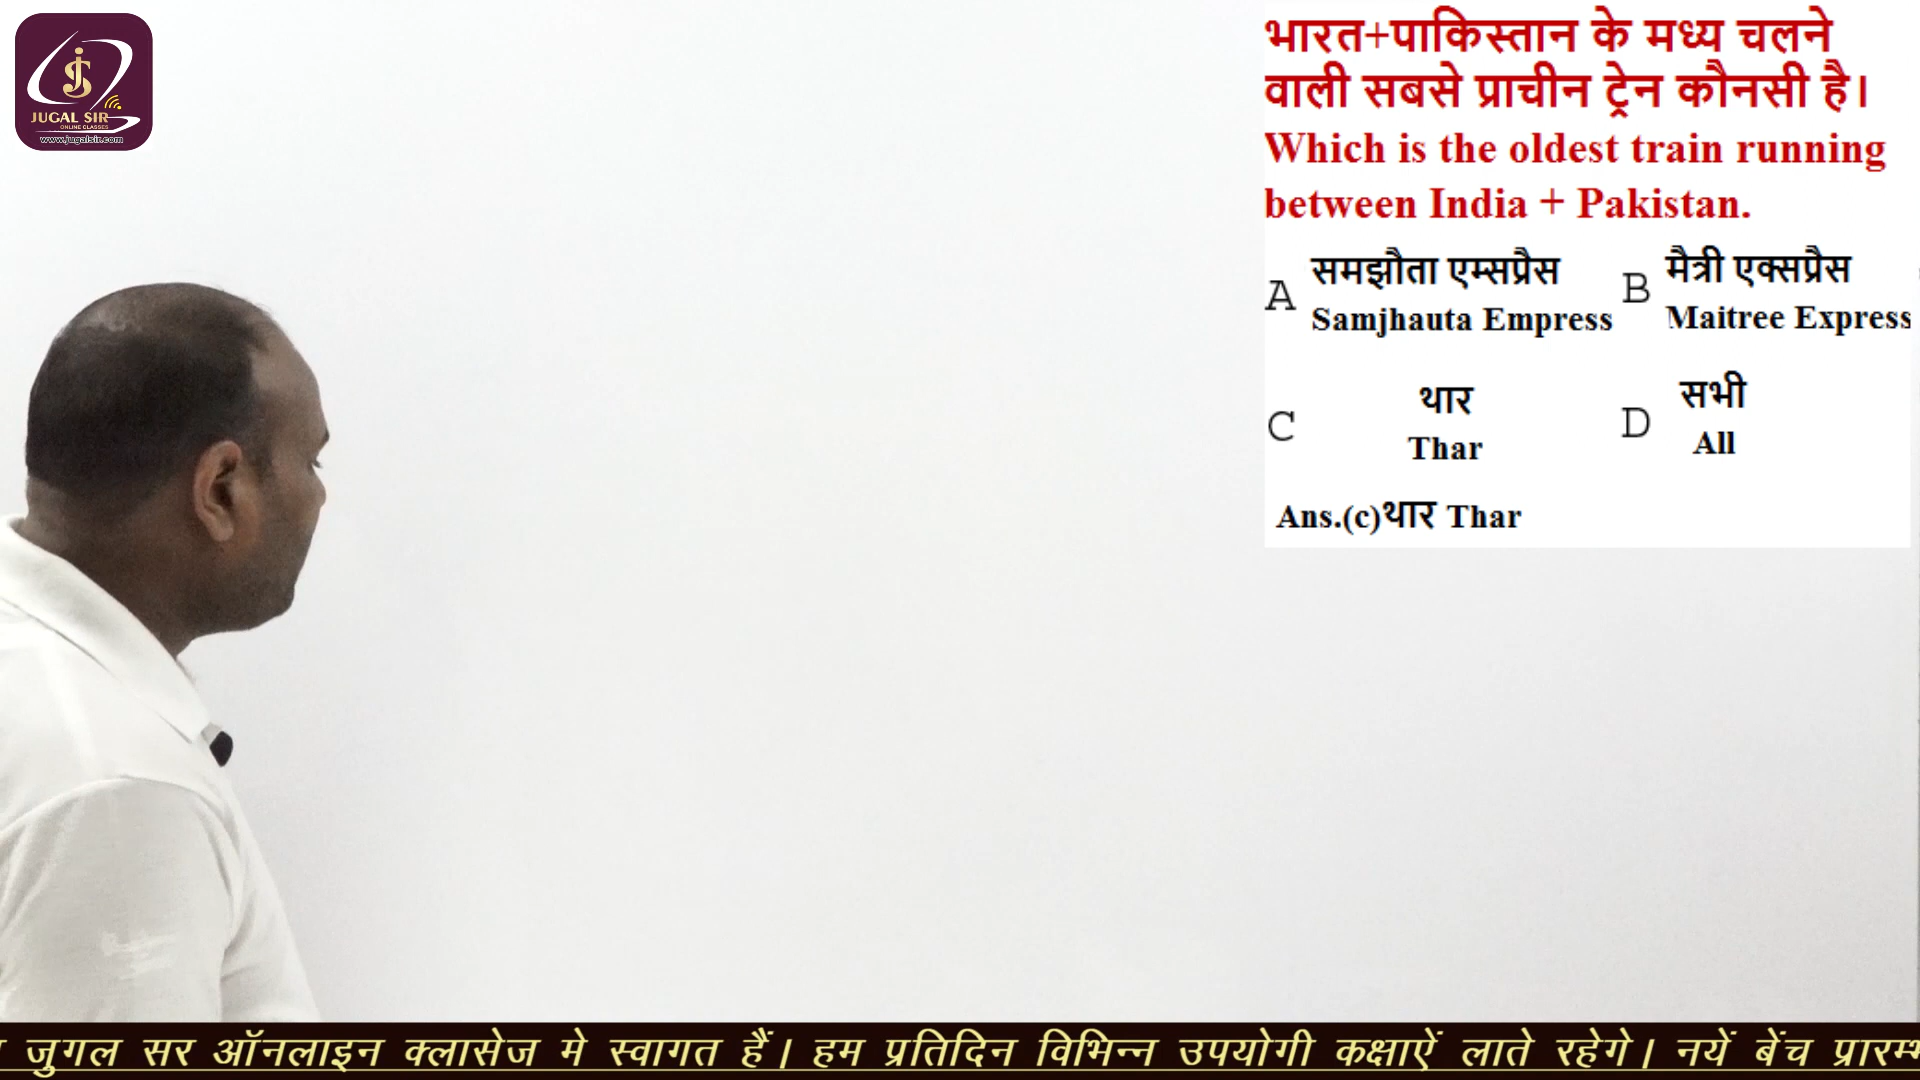 JUGAL SIR
ONLINE CLASSES
www.jugalsir.com
भारत+पाकिस्तान के मध्य चलने
वाली सबसे प्राचीन ट्रेन कौनसी है।
Which is the oldest train running
between India + Pakistan.
A समझौता एम्सप्रैस
Samjhauta Empress
B मैत्री एक्सप्रैस
Maitree Express
C थार
Thar
D सभी
All
Ans.(c)थार Thar
जुगल सर ऑनलाइन क्लासेज मे स्वागत हैं। हम प्रतिदिन विभिन्न उपयोगी कक्षाऐं लाते रहेगे। नयें बेंच